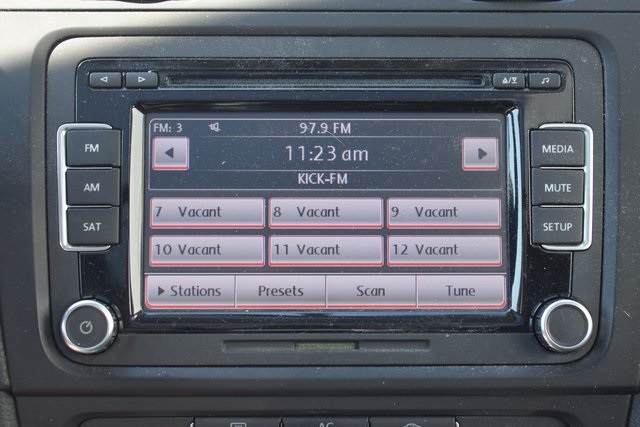 FM: 3 97.9 FM
11:23 am
KICK-FM
FM MEDIA
AM MUTE
SAT SETUP
7 Vacant 8 Vacant 9 Vacant
10 Vacant 11 Vacant 12 Vacant
Stations Presets Scan Tune
AC